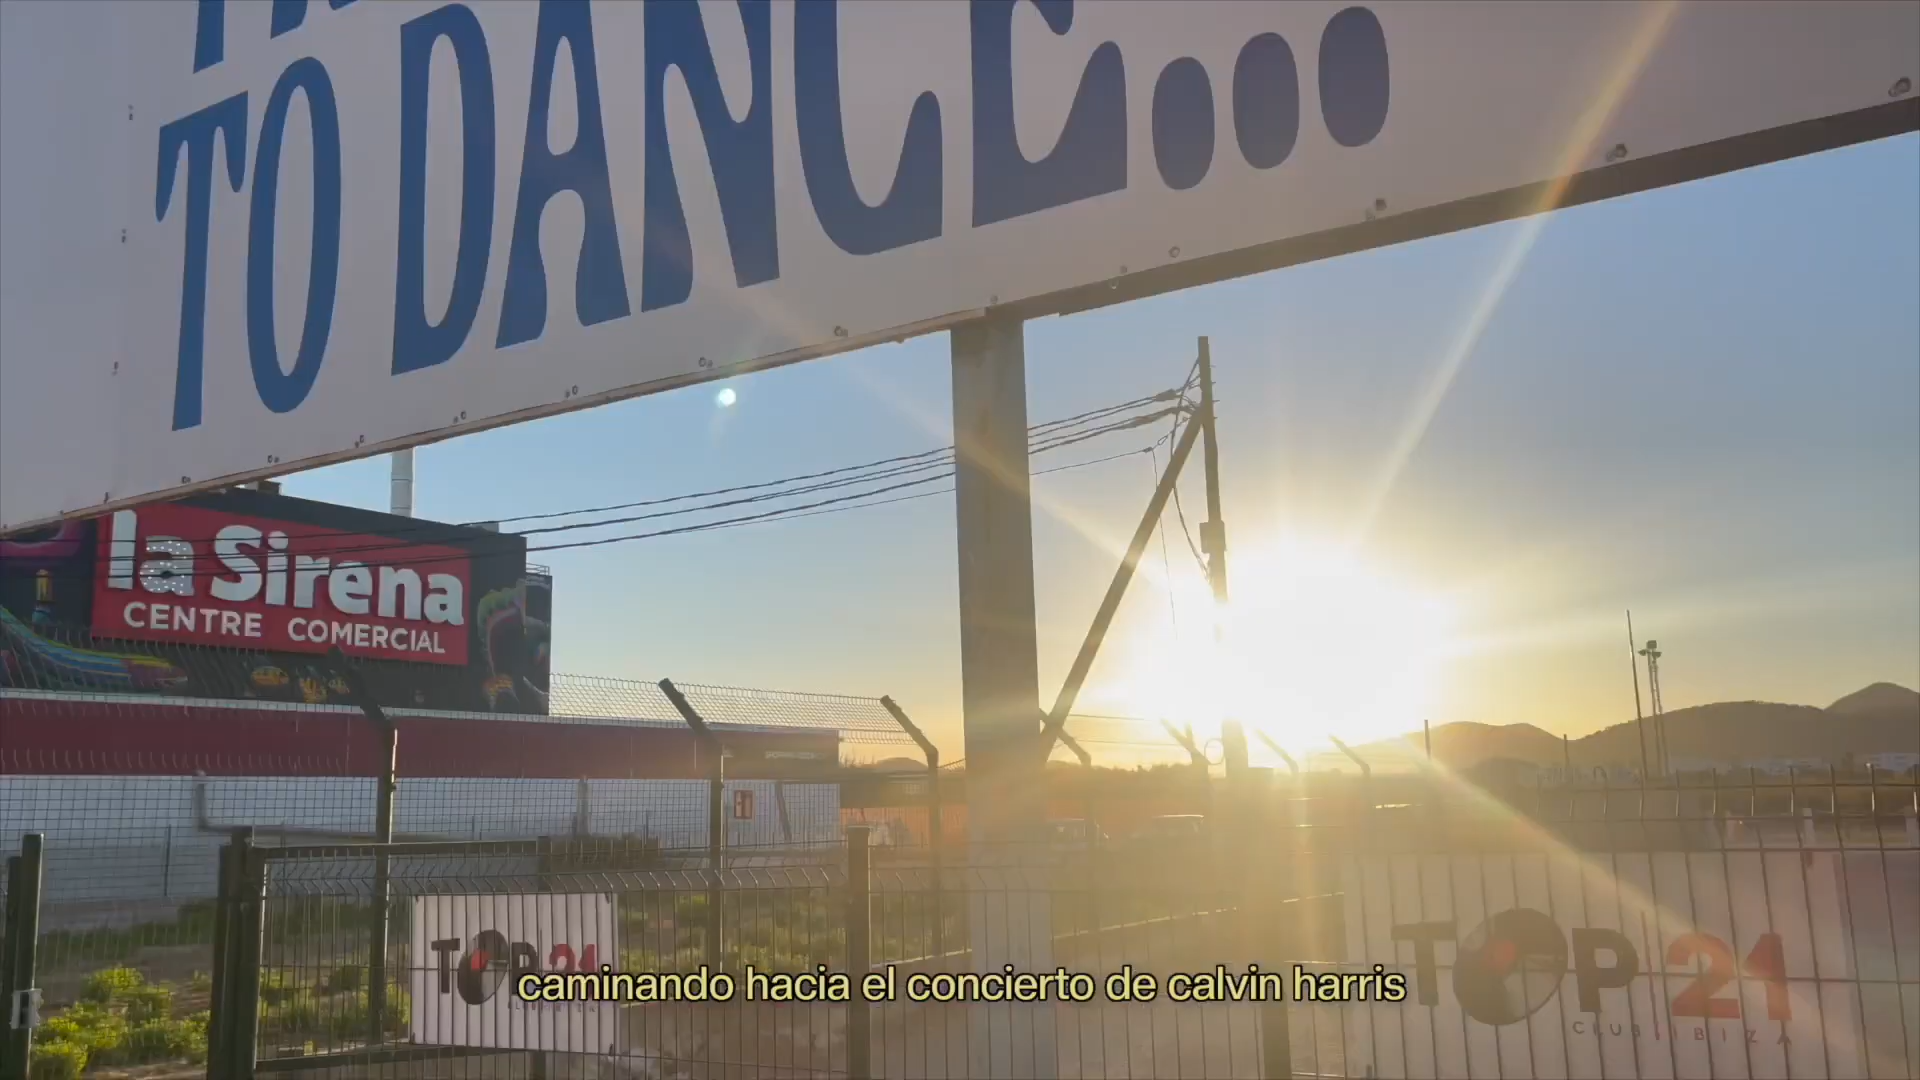 TO DANCE...
la Sirena
CENTRE COMERCIAL
TOP 21
caminando hacia el concierto de calvin harris
TOP 21
CLUB IBIZA